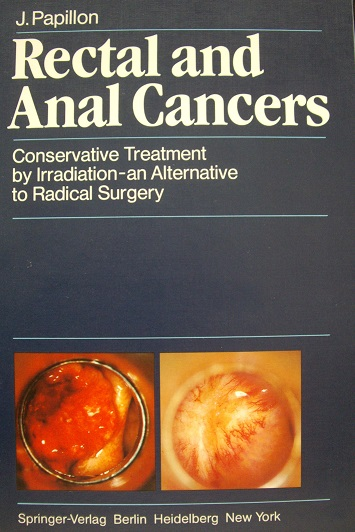 J. Papillon
Rectal and
Anal Cancers
Conservative Treatment
by Irradiation-an Alternative
to Radical Surgery
Springer-Verlag Berlin Heidelberg New York